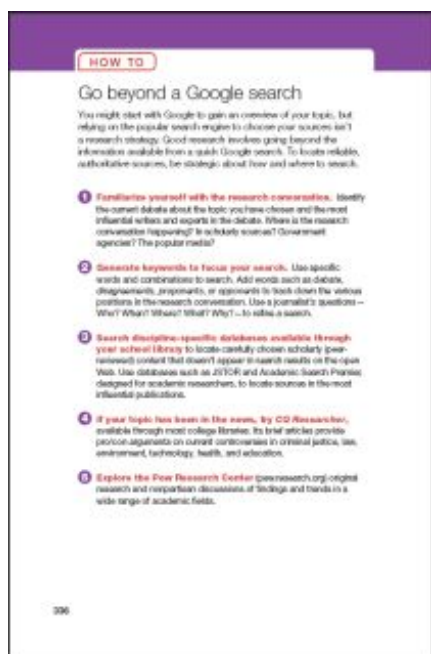 HOW TO
Go beyond a Google search
You might start with Google to gain an overview of your topic, but
relying on the popular search engine to choose your sources isn't
a research strategy. Good research involves going beyond the
information available from a quick Google search. To locate reliable,
authoritative sources, be strategic about how and where to search.
1 Familiarize yourself with the research conversation. Identify
the current debate about the topic you have chosen and the most
influential writers and experts in the debate. Where is the research
conversation happening? In scholarly sources? Government
agencies? The popular media?
2 Generate keywords to focus your search. Use specific
words and combinations to search. Add words such as debate,
disagreements, proponents, or opponents to track down the various
positions in the research conversation. Use a journalist's questions —
Who? What? When? Where? Why? — to refine a search.
3 Search discipline-specific databases available through
your school library to locate carefully chosen scholarly (peer-
reviewed) content that doesn't appear in search results on the open
Web. Use databases such as JSTOR and Academic Search Premier,
designed for academic researchers, to locate sources in the most
influential publications.
4 If your topic has been in the news, try CQ Researcher,
available through most college libraries. Its brief articles provide
pro/con arguments on current controversies in criminal justice, law,
environment, technology, health, and education.
5 Explore the Pew Research Center (pewresearch.org) original
research and nonpartisan discussions of findings and trends in a
wide range of academic fields.
336